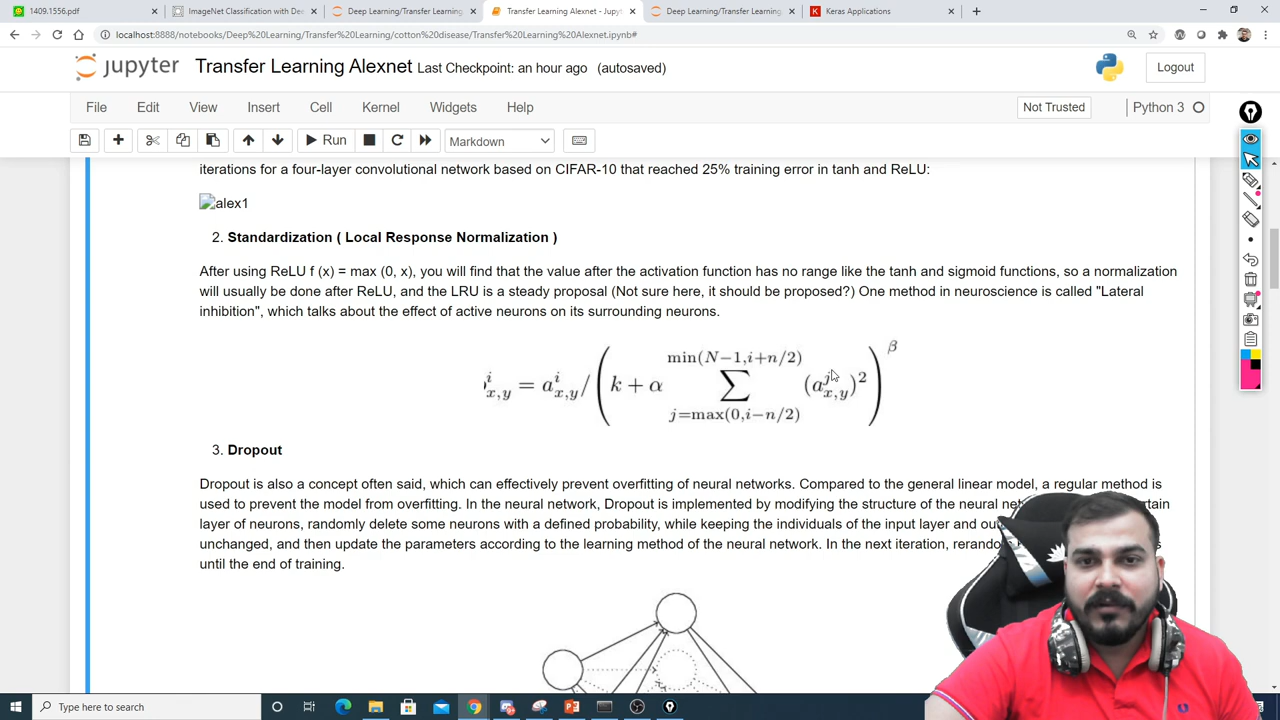 1409.1556.pdf
ImageNet Classification with Dee
Deep Learning/Transfer Learning
Transfer Learning Alexnet - Jupy
Deep Learning/Transfer Learning
Keras Applications
localhost:8888/notebooks/Deep%20Learning/Transfer%20Learning/cotton%20disease/Transfer%20Learning%20Alexnet.ipynb#
jupyter Transfer Learning Alexnet Last Checkpoint: an hour ago (autosaved) Logout
File Edit View Insert Cell Kernel Widgets Help Not Trusted Python 3
Run Markdown
iterations for a four-layer convolutional network based on CIFAR-10 that reached 25% training error in tanh and ReLU:
alex1
2. Standardization ( Local Response Normalization )
After using ReLU f (x) = max (0, x), you will find that the value after the activation function has no range like the tanh and sigmoid functions, so a normalization
will usually be done after ReLU, and the LRU is a steady proposal (Not sure here, it should be proposed?) One method in neuroscience is called "Lateral
inhibition", which talks about the effect of active neurons on its surrounding neurons.
^i_{x,y} = a^i_{x,y} / ( k + α ∑_{j=max(0,i−n/2)}^{min(N−1,i+n/2)} (a^j_{x,y})^2 )^β
3. Dropout
Dropout is also a concept often said, which can effectively prevent overfitting of neural networks. Compared to the general linear model, a regular method is
used to prevent the model from overfitting. In the neural network, Dropout is implemented by modifying the structure of the neural
layer of neurons, randomly delete some neurons with a defined probability, while keeping the individuals of the input layer and
unchanged, and then update the parameters according to the learning method of the neural network. In the next iteration,
until the end of training.
Type here to search